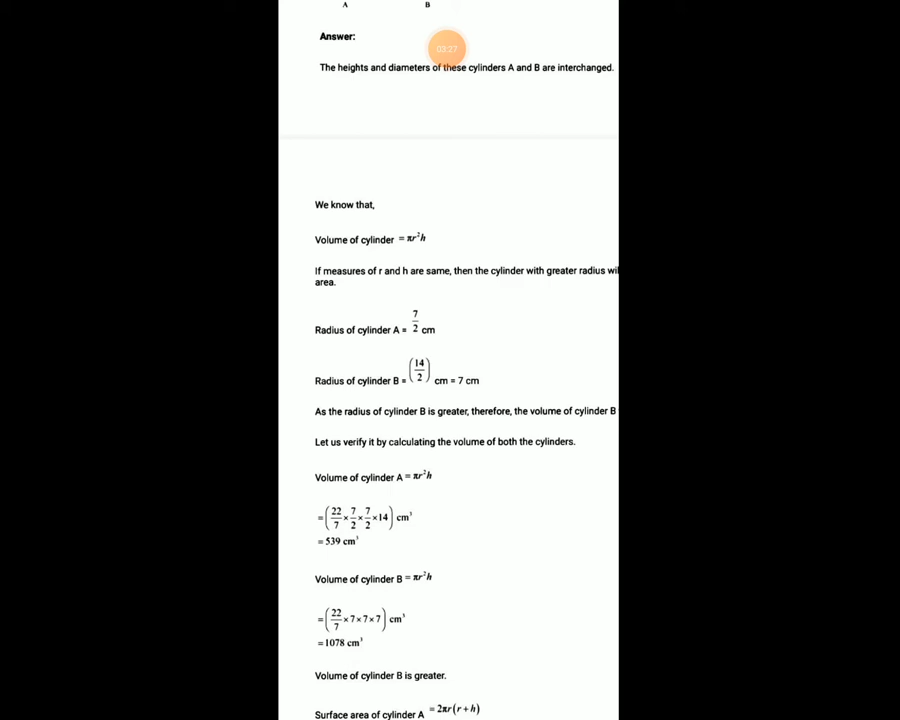 A B
Answer:
03:27
The heights and diameters of these cylinders A and B are interchanged.
We know that,
Volume of cylinder = πr²h
If measures of r and h are same, then the cylinder with greater radius wil
area.
Radius of cylinder A = 7/2 cm
Radius of cylinder B = (14/2) cm = 7 cm
As the radius of cylinder B is greater, therefore, the volume of cylinder B
Let us verify it by calculating the volume of both the cylinders.
Volume of cylinder A = πr²h
= (22/7 × 7/2 × 7/2 × 14) cm³
= 539 cm³
Volume of cylinder B = πr²h
= (22/7 × 7 × 7 × 7) cm³
= 1078 cm³
Volume of cylinder B is greater.
Surface area of cylinder A = 2πr(r+h)